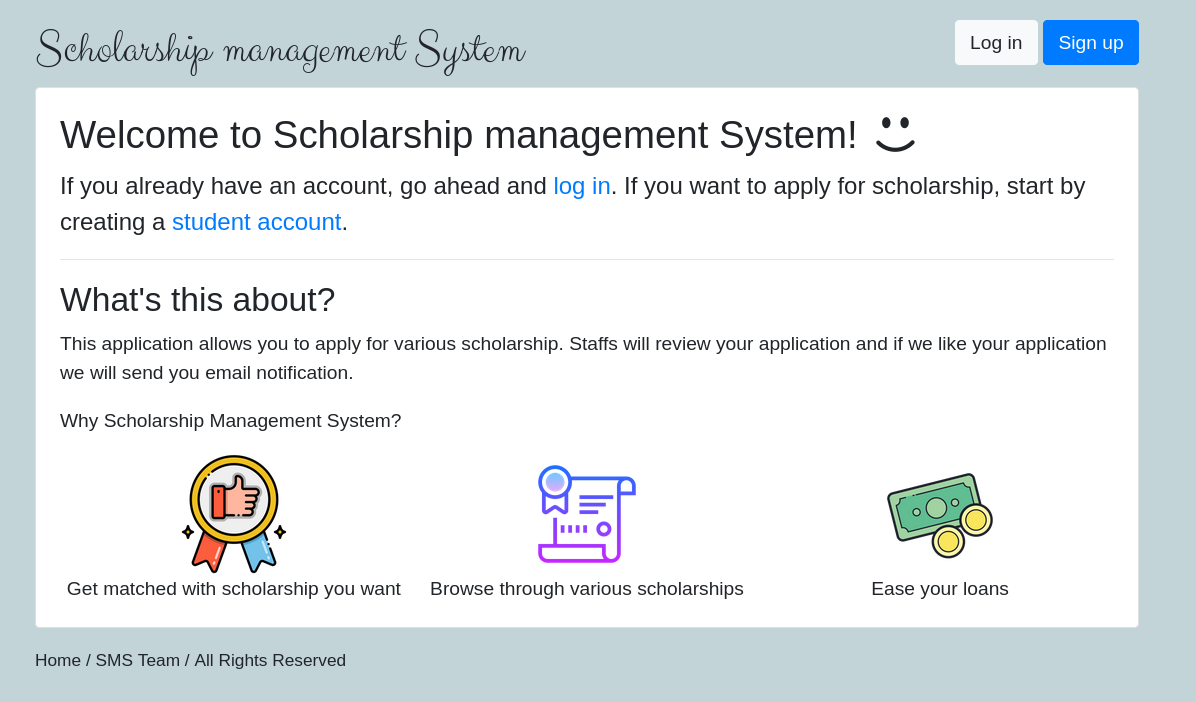 Scholarship management System
Log in
Sign up
Welcome to Scholarship management System!
If you already have an account, go ahead and log in. If you want to apply for scholarship, start by
creating a student account.
What's this about?
This application allows you to apply for various scholarship. Staffs will review your application and if we like your application
we will send you email notification.
Why Scholarship Management System?
Get matched with scholarship you want
Browse through various scholarships
Ease your loans
Home / SMS Team / All Rights Reserved